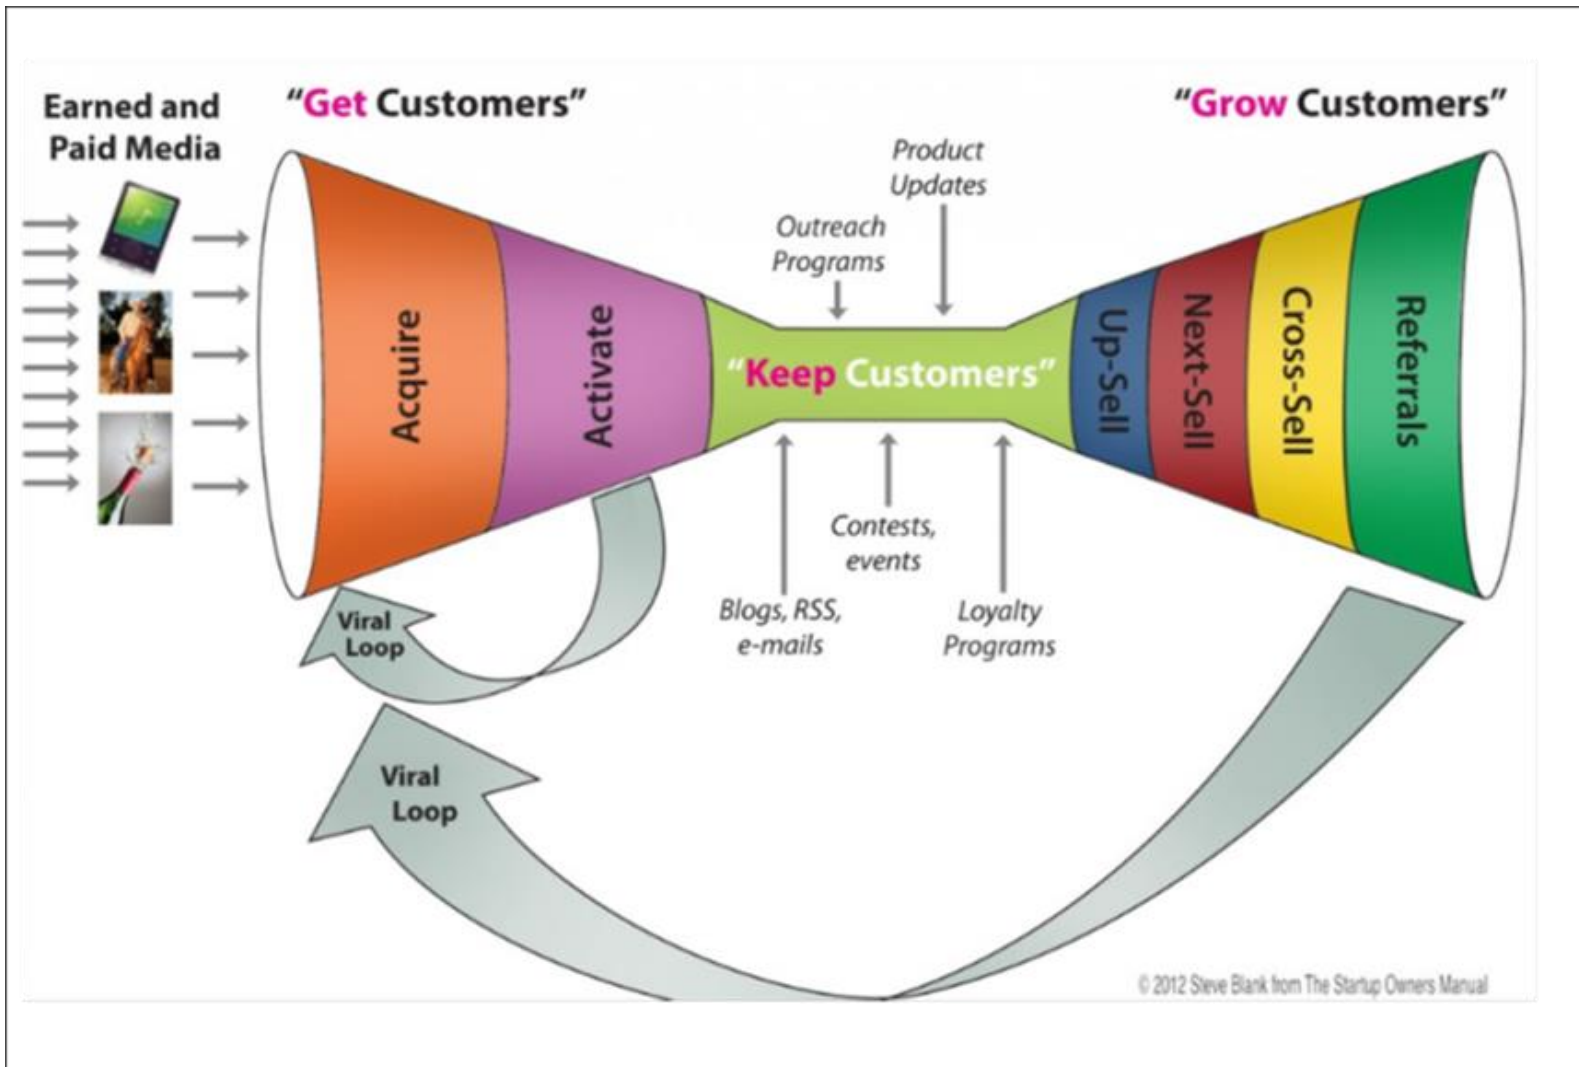 Earned and
Paid Media
“Get Customers”
“Grow Customers”
Product
Updates
Outreach
Programs
Acquire
Activate
“Keep Customers”
Up-Sell
Next-Sell
Cross-Sell
Referrals
Contests,
events
Blogs, RSS,
e-mails
Loyalty
Programs
Viral
Loop
Viral
Loop
© 2012 Steve Blank from The Startup Owners Manual